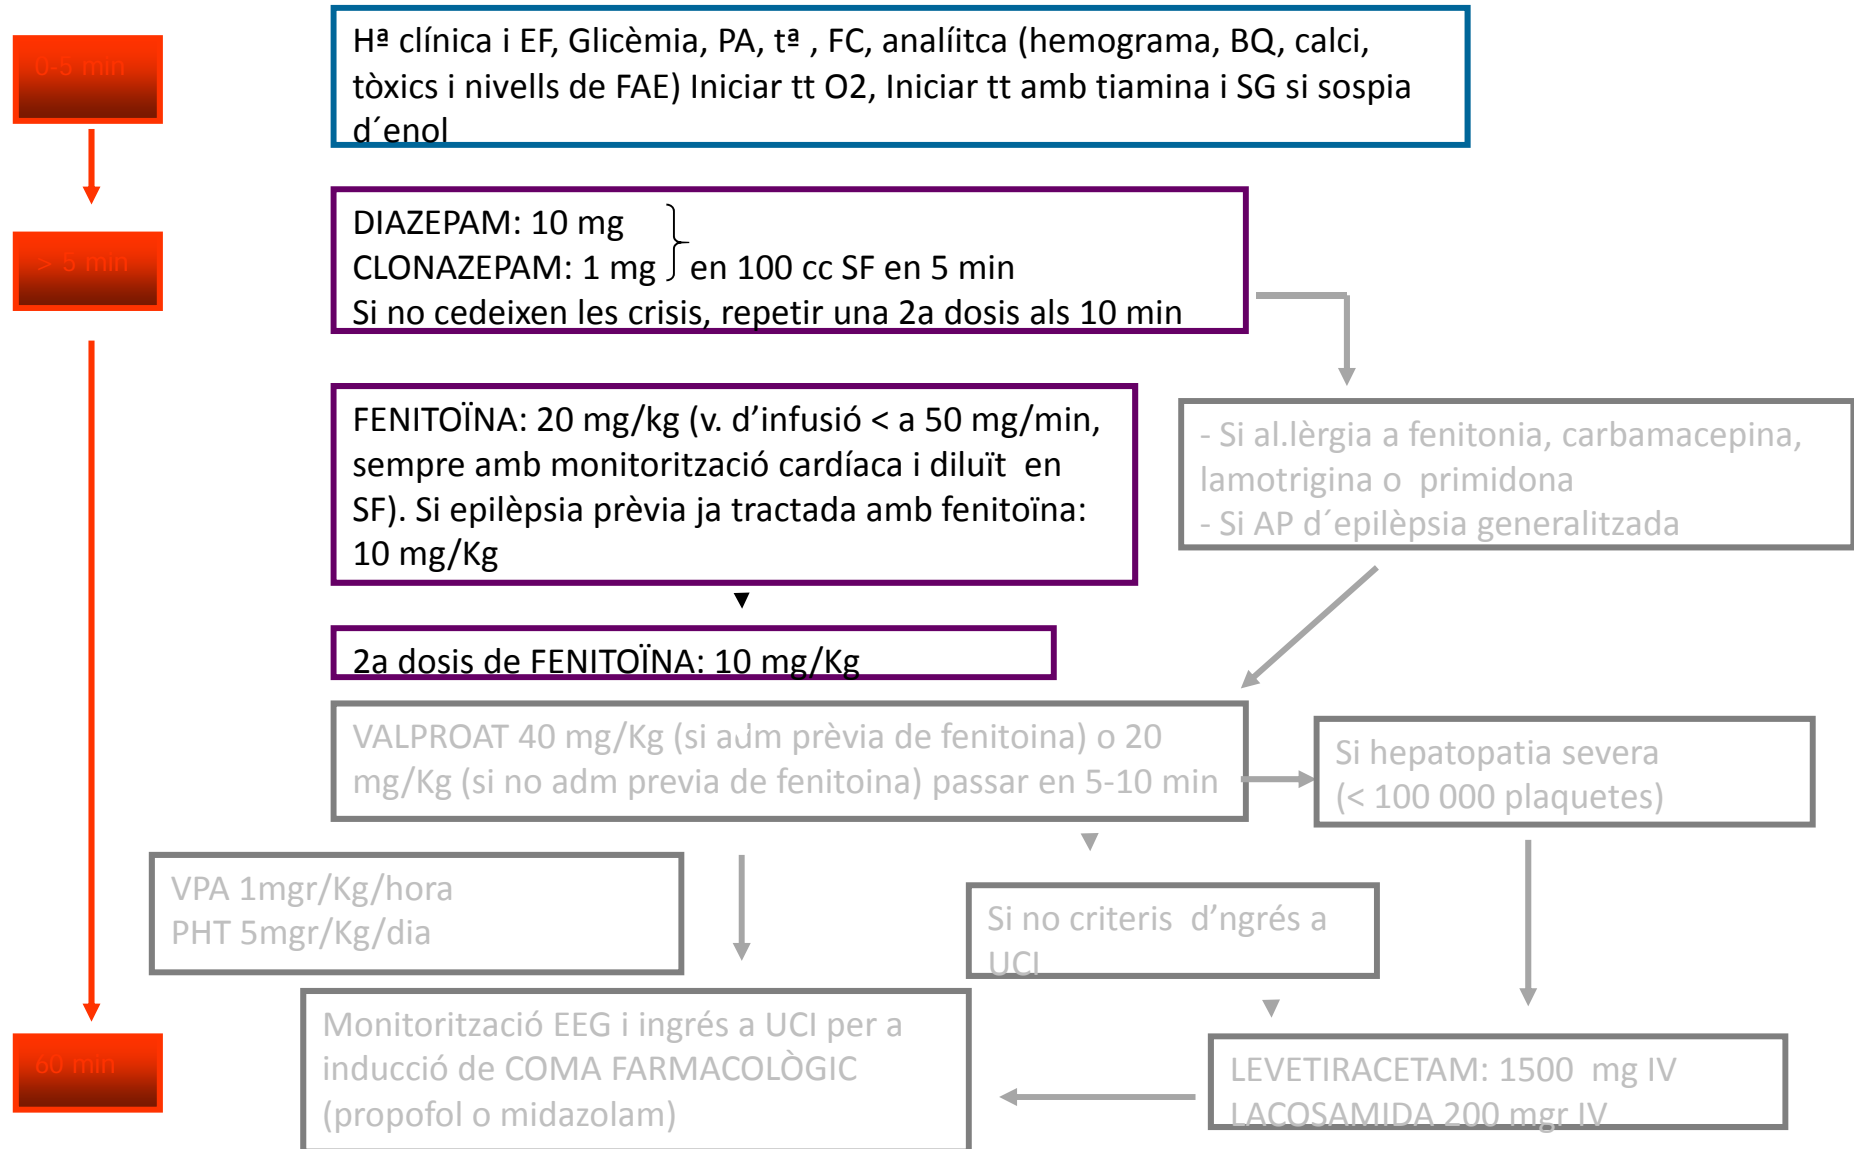 0-5 min
Hª clínica i EF, Glicèmia, PA, tª , FC, analíitca (hemograma, BQ, calci,
tòxics i nivells de FAE) Iniciar tt O2, Iniciar tt amb tiamina i SG si sospia
d´enol
> 5 min
DIAZEPAM: 10 mg
CLONAZEPAM: 1 mg en 100 cc SF en 5 min
Si no cedeixen les crisis, repetir una 2a dosis als 10 min
FENITOÏNA: 20 mg/kg (v. d’infusió < a 50 mg/min,
sempre amb monitorització cardíaca i diluït en
SF). Si epilèpsia prèvia ja tractada amb fenitoïna:
10 mg/Kg
- Si al.lèrgia a fenitonia, carbamacepina,
lamotrigina o primidona
- Si AP d´epilèpsia generalitzada
2a dosis de FENITOÏNA: 10 mg/Kg
VALPROAT 40 mg/Kg (si adm prèvia de fenitoina) o 20
mg/Kg (si no adm previa de fenitoina) passar en 5-10 min
Si hepatopatia severa
(< 100 000 plaquetes)
VPA 1mgr/Kg/hora
PHT 5mgr/Kg/dia
Si no criteris d’ngrés a
UCI
60 min
Monitorització EEG i ingrés a UCI per a
inducció de COMA FARMACOLÒGIC
(propofol o midazolam)
LEVETIRACETAM: 1500 mg IV
LACOSAMIDA 200 mgr IV